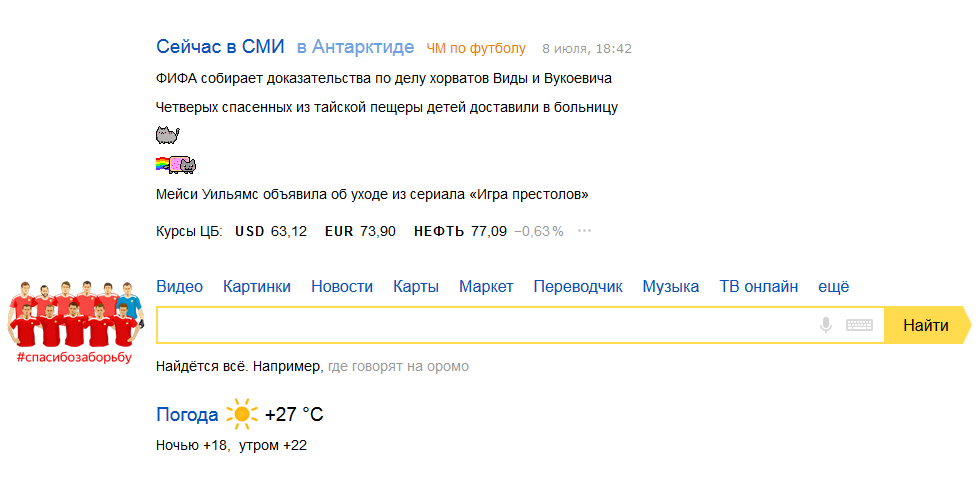 Сейчас в СМИ в Антарктиде ЧМ по футболу 8 июля, 18:42
ФИФА собирает доказательства по делу хорватов Виды и Вукоевича
Четверых спасенных из тайской пещеры детей доставили в больницу
Мейси Уильямс объявила об уходе из сериала «Игра престолов»
Курсы ЦБ: USD 63,12 EUR 73,90 НЕФТЬ 77,09 −0,63% ···
Видео Картинки Новости Карты Маркет Переводчик Музыка ТВ онлайн ещё
Найти
#спасибозаборьбу
Найдётся всё. Например, где говорят на оромо
Погода +27 °C
Ночью +18, утром +22